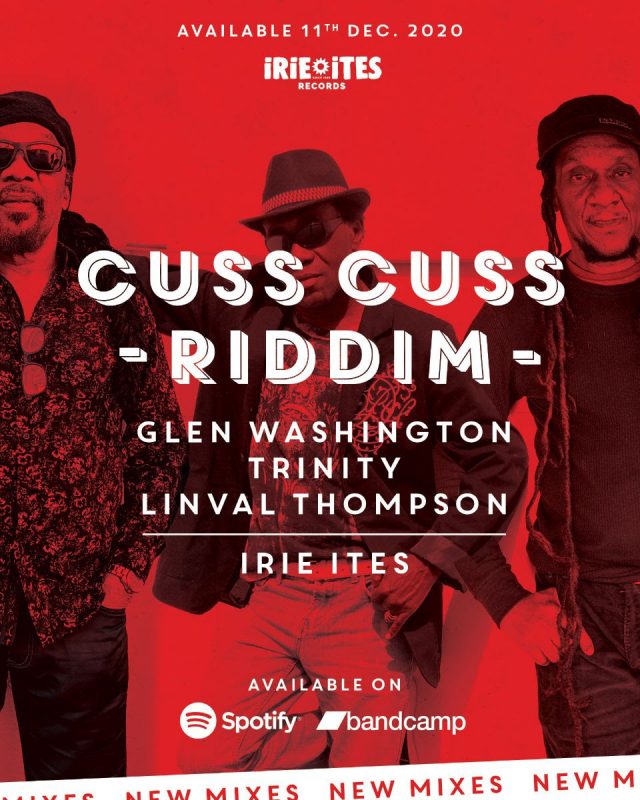 AVAILABLE 11TH DEC. 2020
iRiE iTES
RECORDS
CUSS CUSS
- RIDDIM -
GLEN WASHINGTON
TRINITY
LINVAL THOMPSON
IRIE ITES
AVAILABLE ON
Spotify bandcamp
MIXES NEW MIXES NEW MIXES NEW M